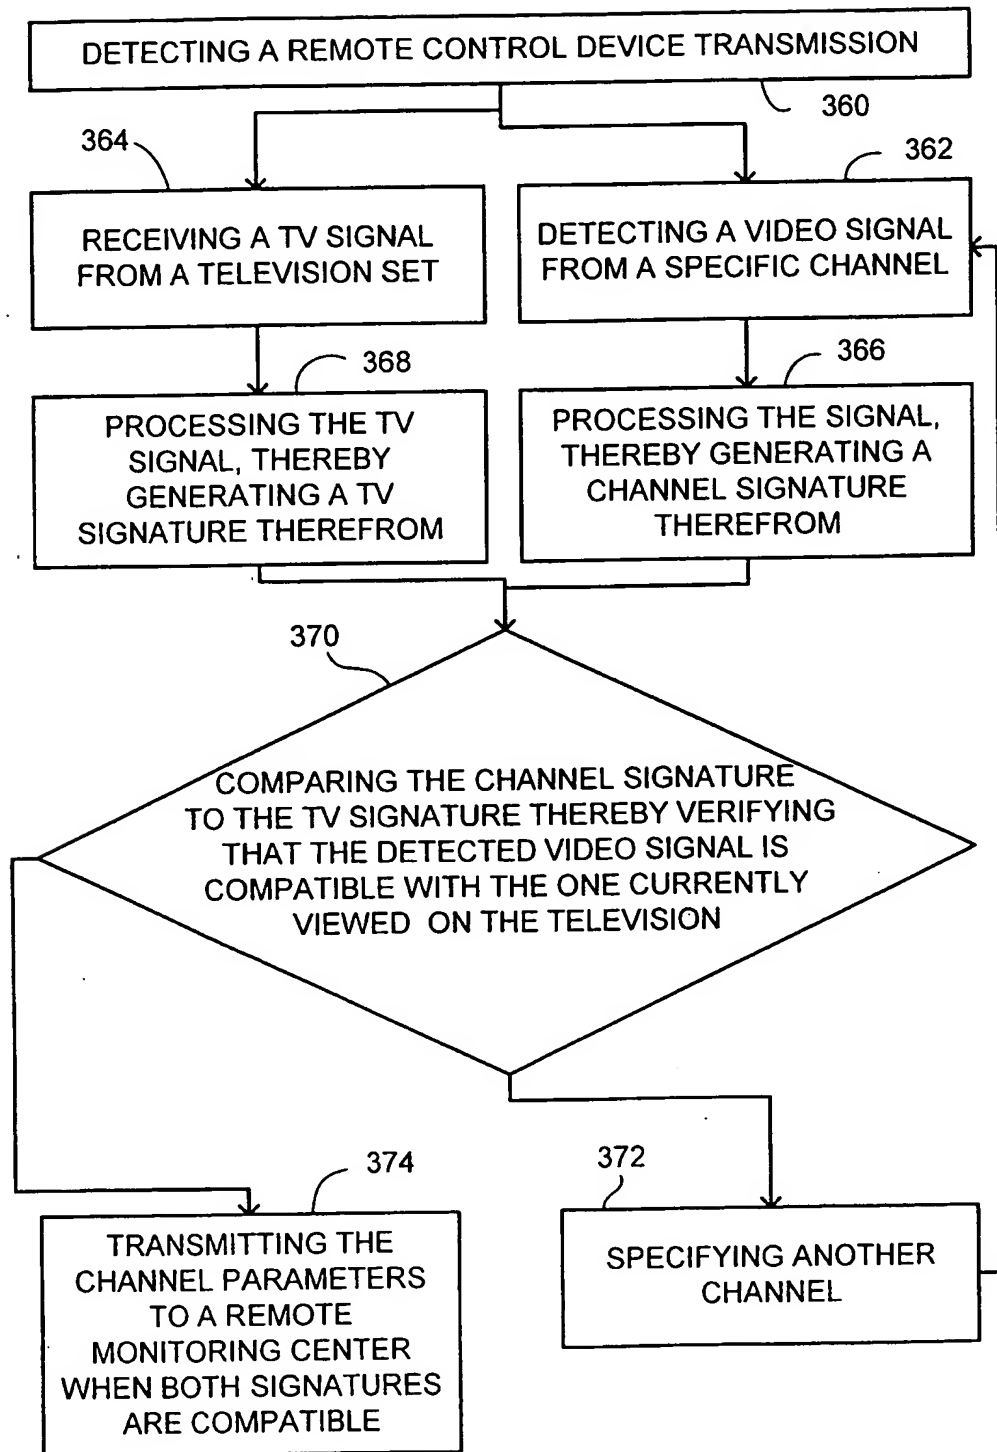 DETECTING A REMOTE CONTROL DEVICE TRANSMISSION
360
364
362
RECEIVING A TV SIGNAL
FROM A TELEVISION SET
DETECTING A VIDEO SIGNAL
FROM A SPECIFIC CHANNEL
368
366
PROCESSING THE TV
SIGNAL, THEREBY
GENERATING A TV
SIGNATURE THEREFROM
PROCESSING THE SIGNAL,
THEREBY GENERATING A
CHANNEL SIGNATURE
THEREFROM
370
COMPARING THE CHANNEL SIGNATURE
TO THE TV SIGNATURE THEREBY VERIFYING
THAT THE DETECTED VIDEO SIGNAL IS
COMPATIBLE WITH THE ONE CURRENTLY
VIEWED ON THE TELEVISION
374
372
TRANSMITTING THE
CHANNEL PARAMETERS
TO A REMOTE
MONITORING CENTER
WHEN BOTH SIGNATURES
ARE COMPATIBLE
SPECIFYING ANOTHER
CHANNEL